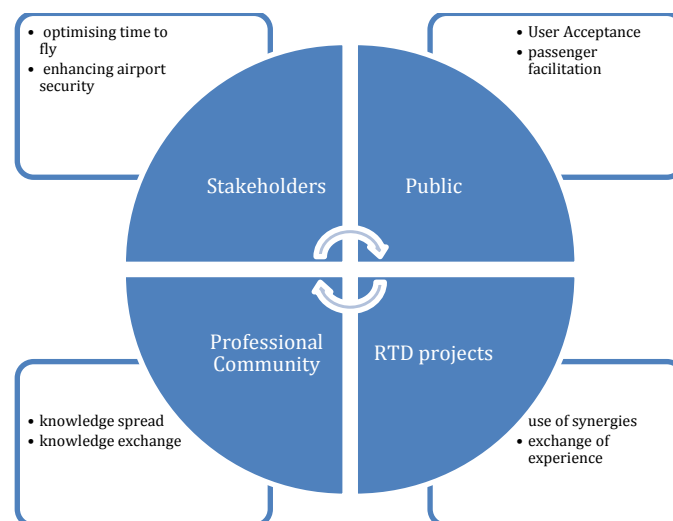 • optimising time to
fly
• enhancing airport
security
• User Acceptance
• passenger
facilitation
Stakeholders
Public
Professional
Community
RTD projects
• knowledge spread
• knowledge exchange
use of synergies
• exchange of
experience